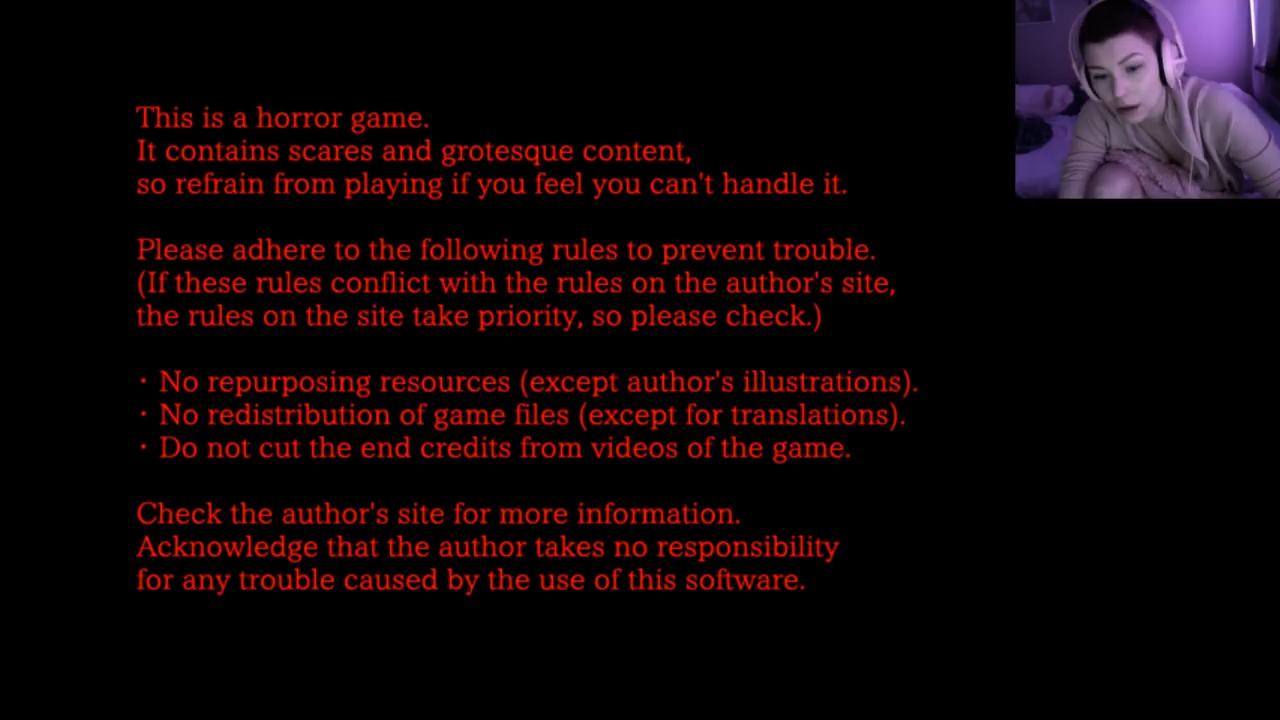 This is a horror game.
It contains scares and grotesque content,
so refrain from playing if you feel you can't handle it.
Please adhere to the following rules to prevent trouble.
(If these rules conflict with the rules on the author's site,
the rules on the site take priority, so please check.)
・No repurposing resources (except author's illustrations).
・No redistribution of game files (except for translations).
・Do not cut the end credits from videos of the game.
Check the author's site for more information.
Acknowledge that the author takes no responsibility
for any trouble caused by the use of this software.